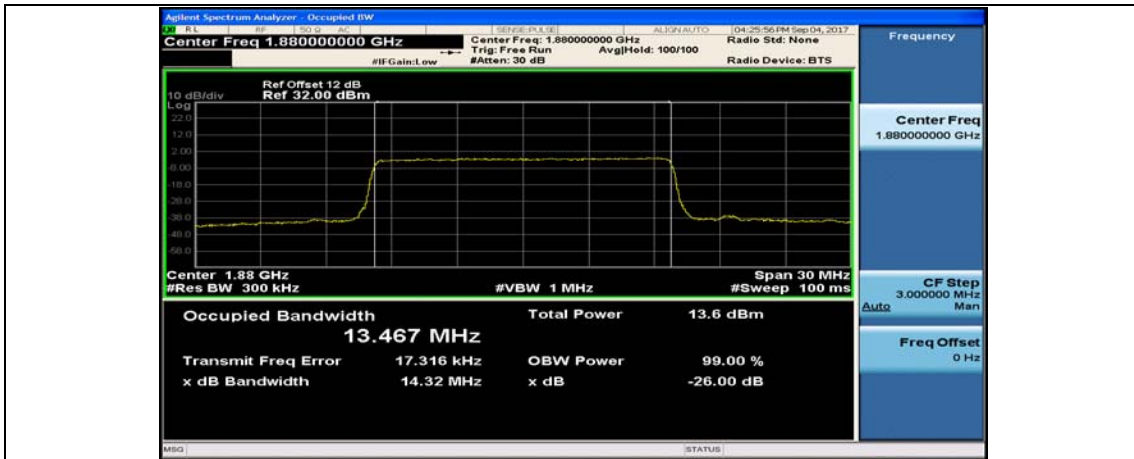 Agilent Spectrum Analyzer - Occupied BW
RL RF 50 Ω AC SENSE:PULSE ALIGN AUTO 04:25:56 PM Sep 04, 2017
Center Freq 1.880000000 GHz
Center Freq: 1.880000000 GHz
Radio Std: None
Trig: Free Run Avg|Hold: 100/100
#IFGain:Low #Atten: 30 dB Radio Device: BTS
Ref Offset 12 dB
10 dB/div Ref 32.00 dBm
Log
22.0
12.0
2.00
-8.00
-18.0
-28.0
-38.0
-48.0
-58.0
Center 1.88 GHz Span 30 MHz
#Res BW 300 kHz #VBW 1 MHz #Sweep 100 ms
Occupied Bandwidth Total Power 13.6 dBm
13.467 MHz
Transmit Freq Error 17.316 kHz OBW Power 99.00 %
x dB Bandwidth 14.32 MHz x dB -26.00 dB
MSG STATUS
Frequency
Center Freq
1.880000000 GHz
CF Step
3.000000 MHz
Auto Man
Freq Offset
0 Hz